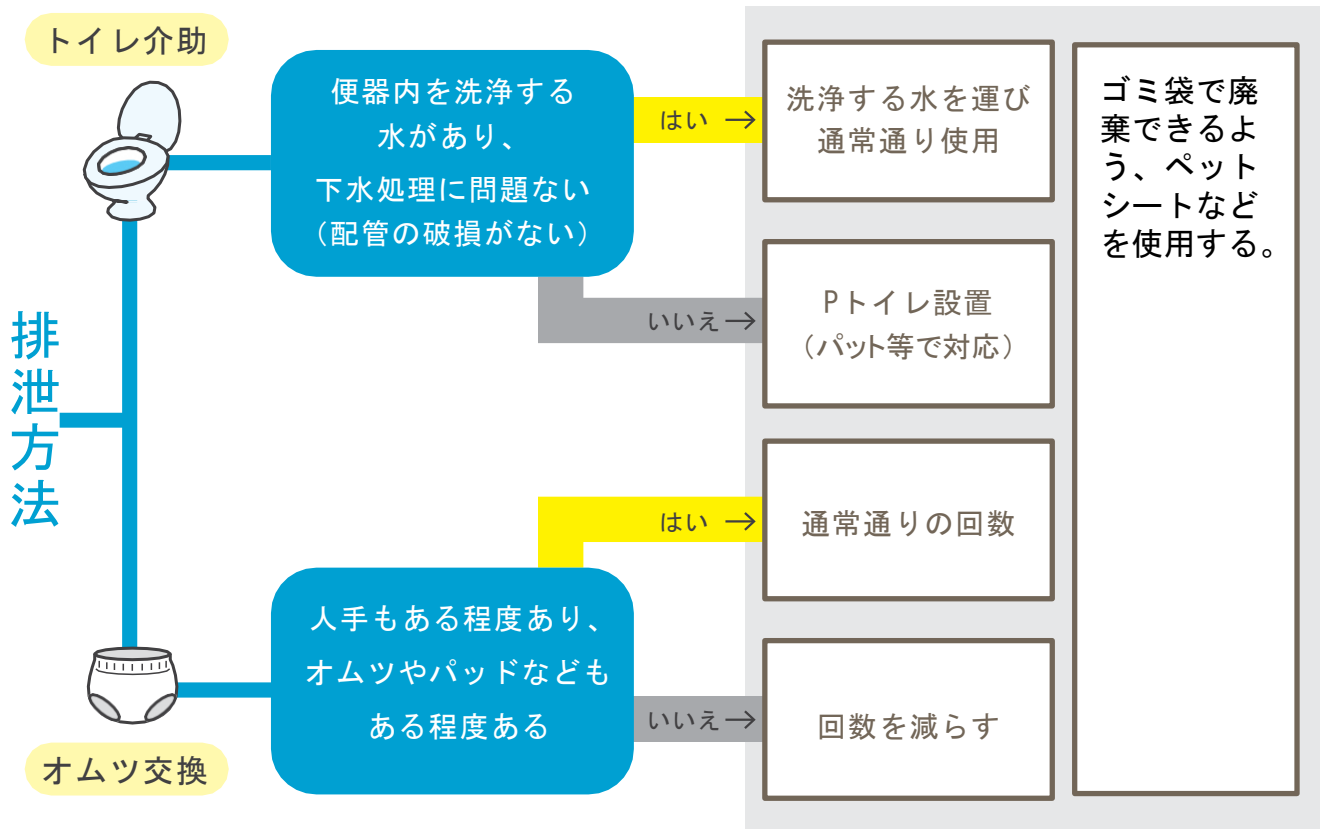 トイレ介助
便器内を洗浄する
水があり、
下水処理に問題ない
（配管の破損がない）
はい →
洗浄する水を運び
通常通り使用
いいえ→
Pトイレ設置
（パット等で対応）
排泄方法
はい →
通常通りの回数
人手もある程度あり、
オムツやパッドなども
ある程度ある
いいえ→
回数を減らす
オムツ交換
ゴミ袋で廃
棄できるよ
う、ペット
シートなど
を使用する。